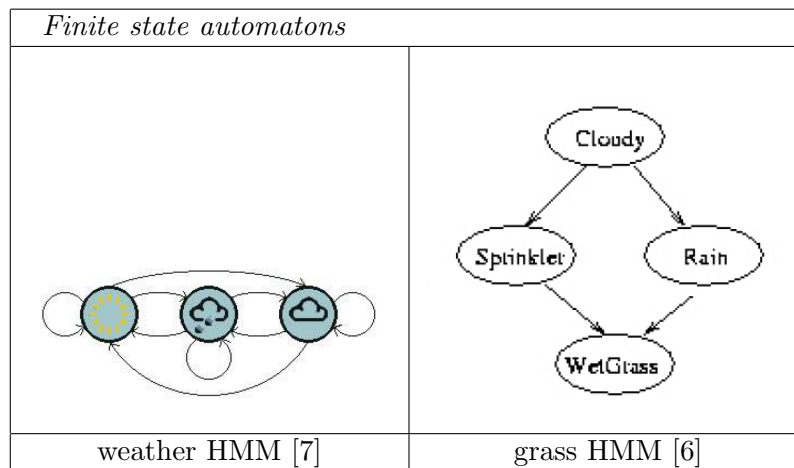 Finite state automatons
Cloudy
Sprinkler Rain
WetGrass
weather HMM [7] grass HMM [6]